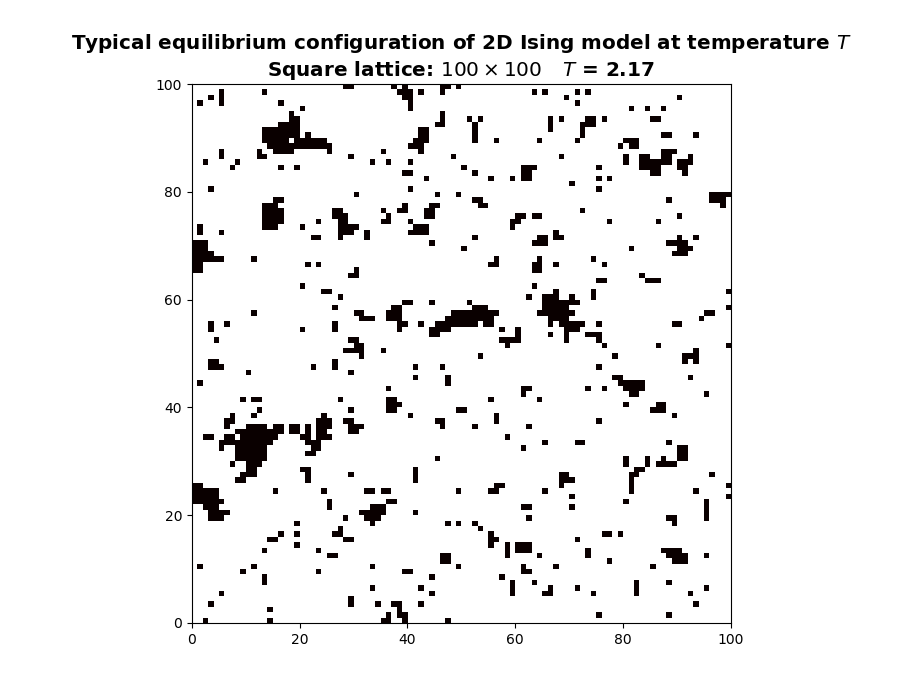 Typical equilibrium configuration of 2D Ising model at temperature T
Square lattice: 100 × 100 T = 2.17
100
80
60
40
20
0
0 20 40 60 80 100